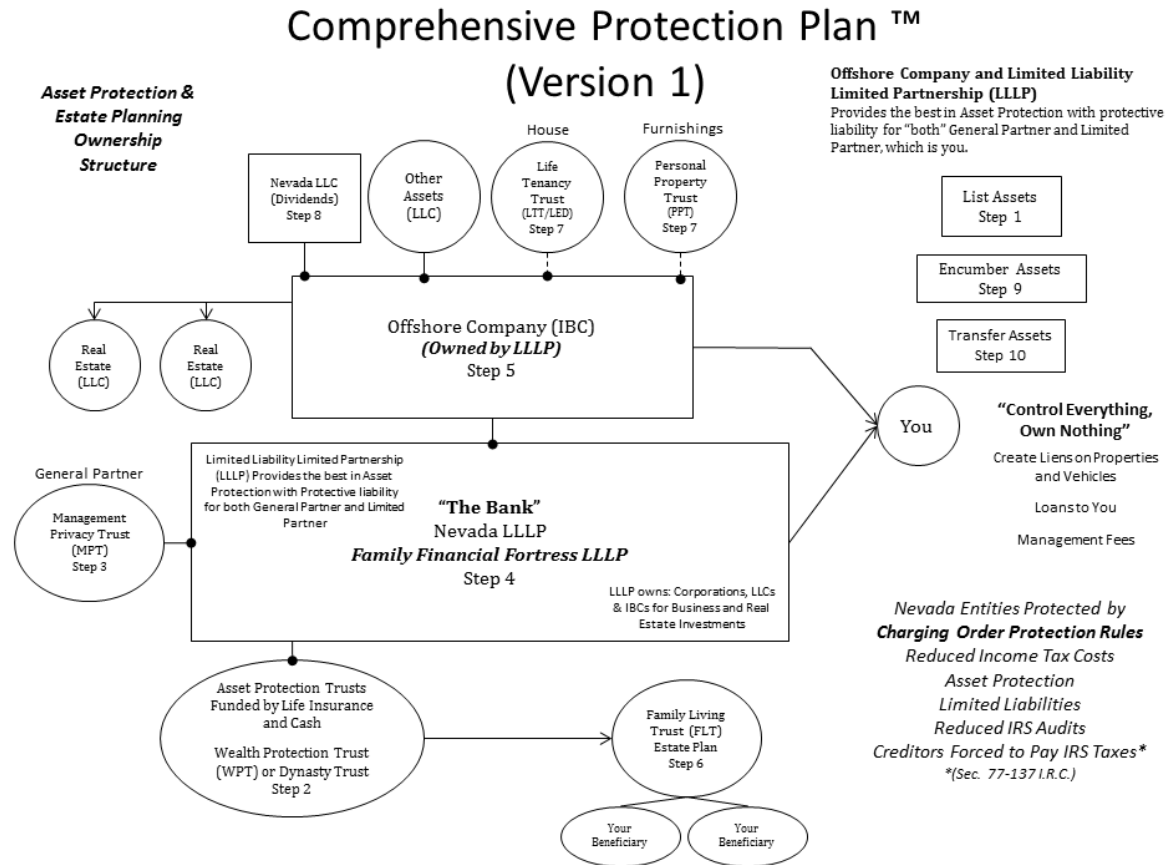 Comprehensive Protection Plan ™
(Version 1)
Asset Protection &
Estate Planning
Ownership
Structure
Offshore Company and Limited Liability
Limited Partnership (LLLP)
Provides the best in Asset Protection with protective
liability for “both” General Partner and Limited
Partner, which is you.
Nevada LLC
(Dividends)
Step 8
Other
Assets
(LLC)
House
Life
Tenancy
Trust
(LTT/LED)
Step 7
Furnishings
Personal
Property
Trust
(PPT)
Step 7
List Assets
Step 1
Encumber Assets
Step 9
Transfer Assets
Step 10
Real
Estate
(LLC)
Real
Estate
(LLC)
Offshore Company (IBC)
(Owned by LLLP)
Step 5
You
“Control Everything,
Own Nothing”
Create Liens on Properties
and Vehicles
Loans to You
Management Fees
General Partner
Management
Privacy Trust
(MPT)
Step 3
Limited Liability Limited Partnership
(LLLP) Provides the best in Asset
Protection with Protective liability
for both General Partner and Limited
Partner
“The Bank”
Nevada LLLP
Family Financial Fortress LLLP
Step 4
LLLP owns: Corporations, LLCs
& IBCs for Business and Real
Estate Investments
Nevada Entities Protected by
Charging Order Protection Rules
Reduced Income Tax Costs
Asset Protection
Limited Liabilities
Reduced IRS Audits
Creditors Forced to Pay IRS Taxes*
*(Sec. 77-137 I.R.C.)
Asset Protection Trusts
Funded by Life Insurance
and Cash
Wealth Protection Trust
(WPT) or Dynasty Trust
Step 2
Family Living
Trust (FLT)
Estate Plan
Step 6
Your
Beneficiary
Your
Beneficiary